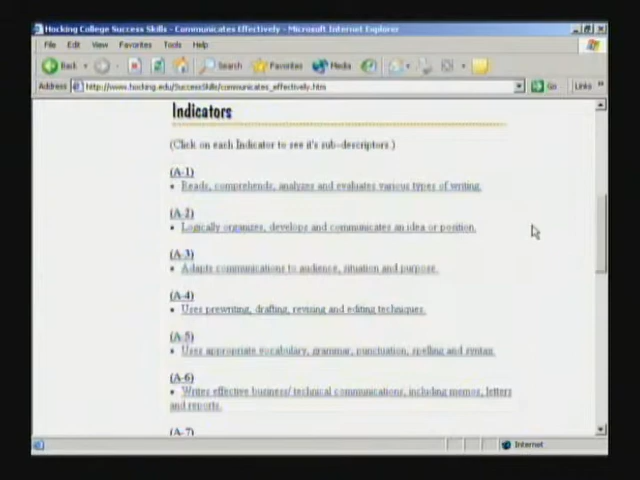 Hocking College Success Skills - Communicates Effectively - Microsoft Internet Explorer
File Edit View Favorites Tools Help
Back Search Favorites Media
Address http://www.hocking.edu/SuccessSkills/communicates_effectively.htm Go Links »
Indicators
(Click on each Indicator to see it's sub-descriptors.)
(A-1)
• Reads, comprehends, analyzes and evaluates various types of writing.
(A-2)
• Logically organizes, develops and communicates an idea or position.
(A-3)
• Adapts communications to audience, situation and purpose.
(A-4)
• Uses prewriting, drafting, revising and editing techniques.
(A-5)
• Uses appropriate vocabulary, grammar, punctuation, spelling and syntax.
(A-6)
• Writes effective business/ technical communications, including memos, letters
and reports.
(A-7)
Internet